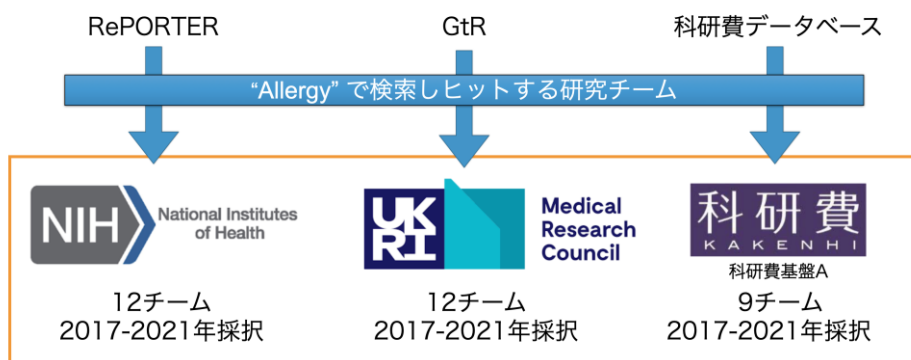 RePORTER
GtR
科研費データベース
“Allergy” で検索しヒットする研究チーム
NIH
National Institutes
of Health
UK
RI
Medical
Research
Council
科研費
KAKENHI
科研費基盤A
12チーム
2017-2021年採択
12チーム
2017-2021年採択
9チーム
2017-2021年採択